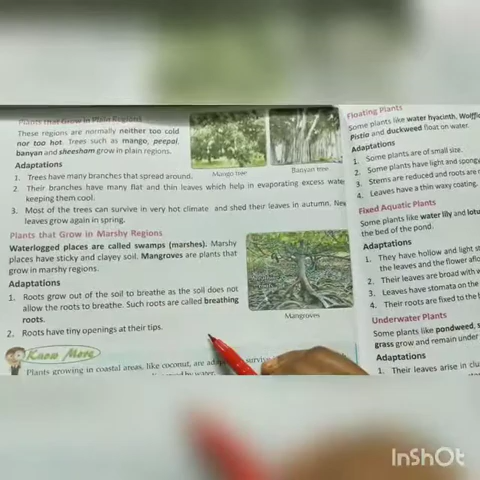 Plants that Grow in Plain Regions
These regions are normally neither too cold
nor too hot. Trees such as mango, peepal,
banyan and sheesham grow in plain regions.
Adaptations
1. Trees have many branches that spread around.
2. Their branches have many flat and thin leaves which help in evaporating excess water
keeping them cool.
3. Most of the trees can survive in very hot climate and shed their leaves in autumn. New
leaves grow again in spring.
Mango tree
Banyan tree
Plants that Grow in Marshy Regions
Waterlogged places are called swamps (marshes). Marshy
places have sticky and clayey soil. Mangroves are plants that
grow in marshy regions.
Adaptations
1. Roots grow out of the soil to breathe as the soil does not
allow the roots to breathe. Such roots are called breathing
roots.
2. Roots have tiny openings at their tips.
Mangroves
Know More
Plants growing in coastal areas, like coconut, are survive
by water.
Floating Plants
Some plants like water hyacinth,
Pistia and duckweed float on water.
Adaptations
1. Some plants are of small size.
2. Some plants have light and
3. Stems are reduced and roots are
4. Leaves have a thin waxy coating.
Fixed Aquatic Plants
Some plants like water lily and
the bed of the pond.
Adaptations
1. They have hollow and light
the leaves and the flower
2. Their leaves are broad with
3. Leaves have stomata on the
4. Their roots are fixed to the
Underwater Plants
Some plants like pondweed,
grass grow and remain under
Adaptations
1. Their leaves arise in
InShOt